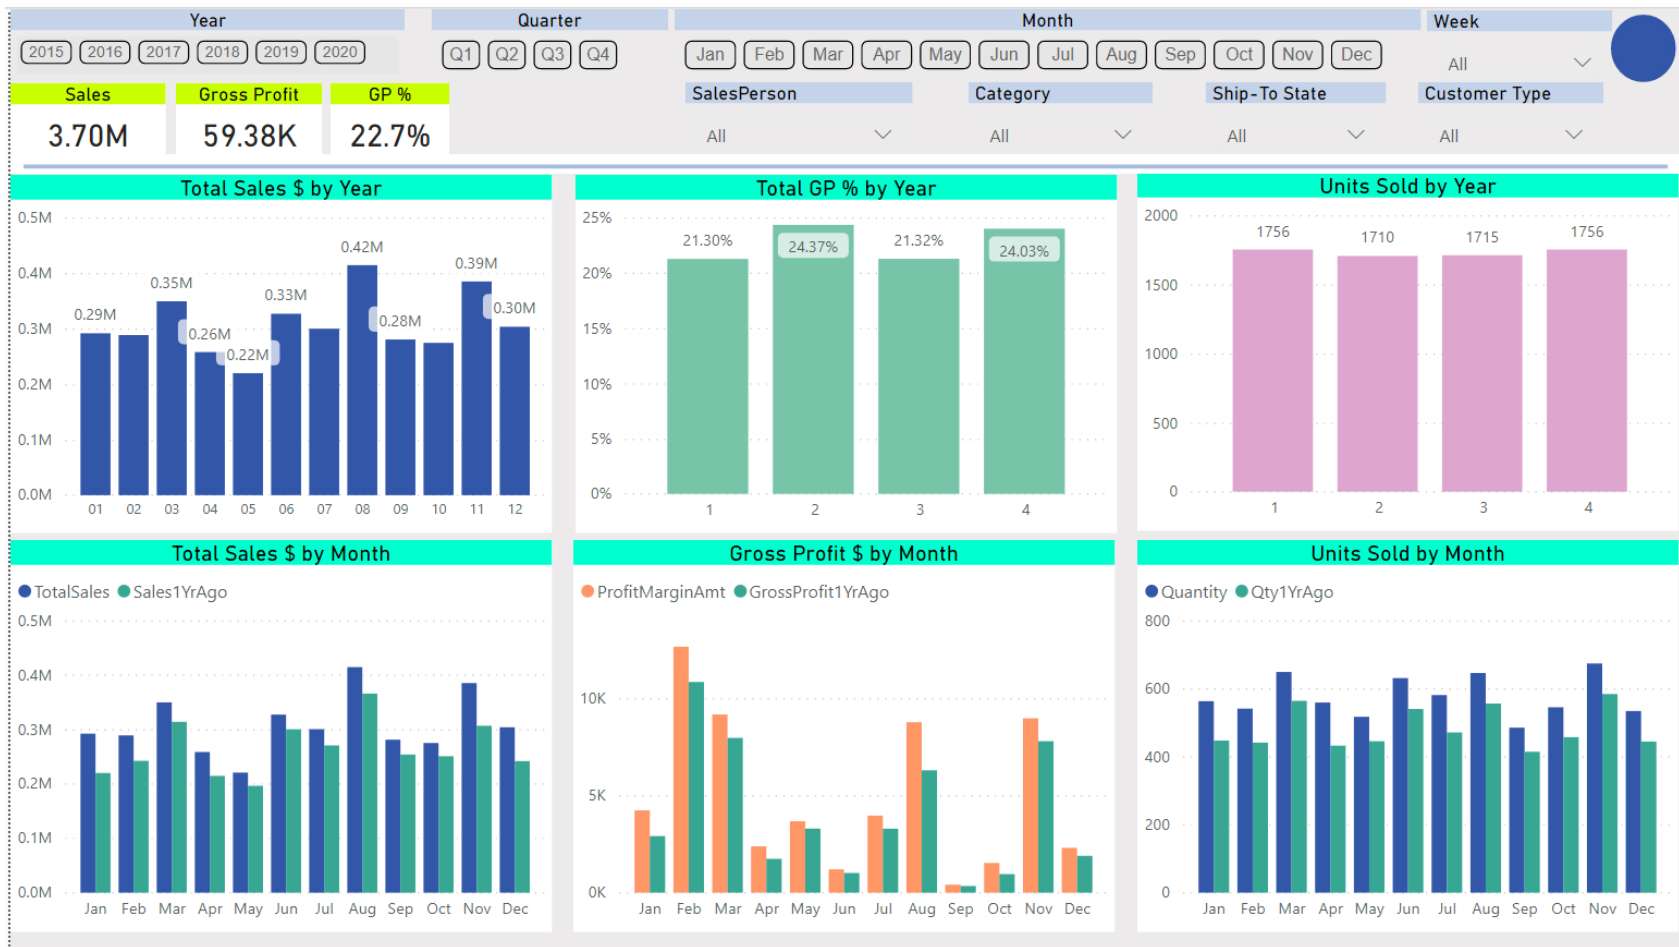 Year Quarter Month Week
2015 2016 2017 2018 2019 2020 Q1 Q2 Q3 Q4 Jan Feb Mar Apr May Jun Jul Aug Sep Oct Nov Dec All
Sales Gross Profit GP % SalesPerson Category Ship-To State Customer Type
3.70M 59.38K 22.7% All All All All
Total Sales $ by Year
0.5M
0.4M
0.3M
0.2M
0.1M
0.0M
0.29M 0.35M 0.26M 0.22M 0.33M 0.42M 0.28M 0.39M 0.30M
01 02 03 04 05 06 07 08 09 10 11 12
Total GP % by Year
25%
20%
15%
10%
5%
0%
21.30% 24.37% 21.32% 24.03%
1 2 3 4
Units Sold by Year
2000
1500
1000
500
0
1756 1710 1715 1756
1 2 3 4
Total Sales $ by Month
TotalSales Sales1YrAgo
0.5M
0.4M
0.3M
0.2M
0.1M
0.0M
Jan Feb Mar Apr May Jun Jul Aug Sep Oct Nov Dec
Gross Profit $ by Month
ProfitMarginAmt GrossProfit1YrAgo
10K
5K
0K
Jan Feb Mar Apr May Jun Jul Aug Sep Oct Nov Dec
Units Sold by Month
Quantity Qty1YrAgo
800
600
400
200
0
Jan Feb Mar Apr May Jun Jul Aug Sep Oct Nov Dec